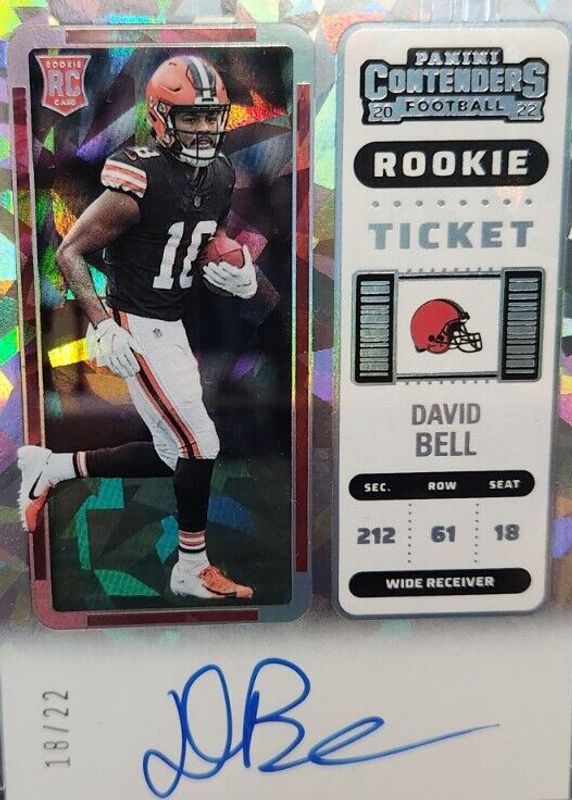 ROOKIE
RC
CARD
18
PANINI
CONTENDERS
20 FOOTBALL 22
ROOKIE
TICKET
DAVID
BELL
SEC. ROW SEAT
212 61 18
WIDE RECEIVER
18/22